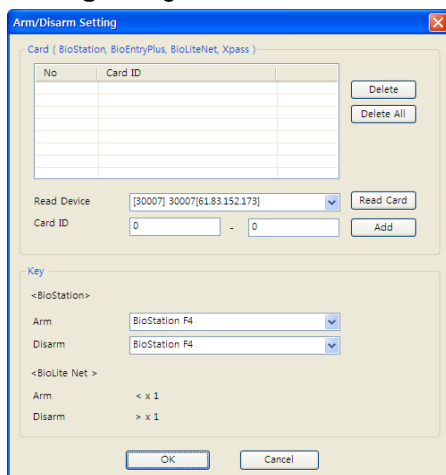 Arm/Disarm Setting
Card ( BioStation, BioEntryPlus, BioLiteNet, Xpass )
No Card ID
Delete
Delete All
Read Device [30007] 30007[61.83.152.173] Read Card
Card ID 0 - 0 Add
Key
<BioStation>
Arm BioStation F4
Disarm BioStation F4
<BioLite Net >
Arm < x 1
Disarm > x 1
OK Cancel